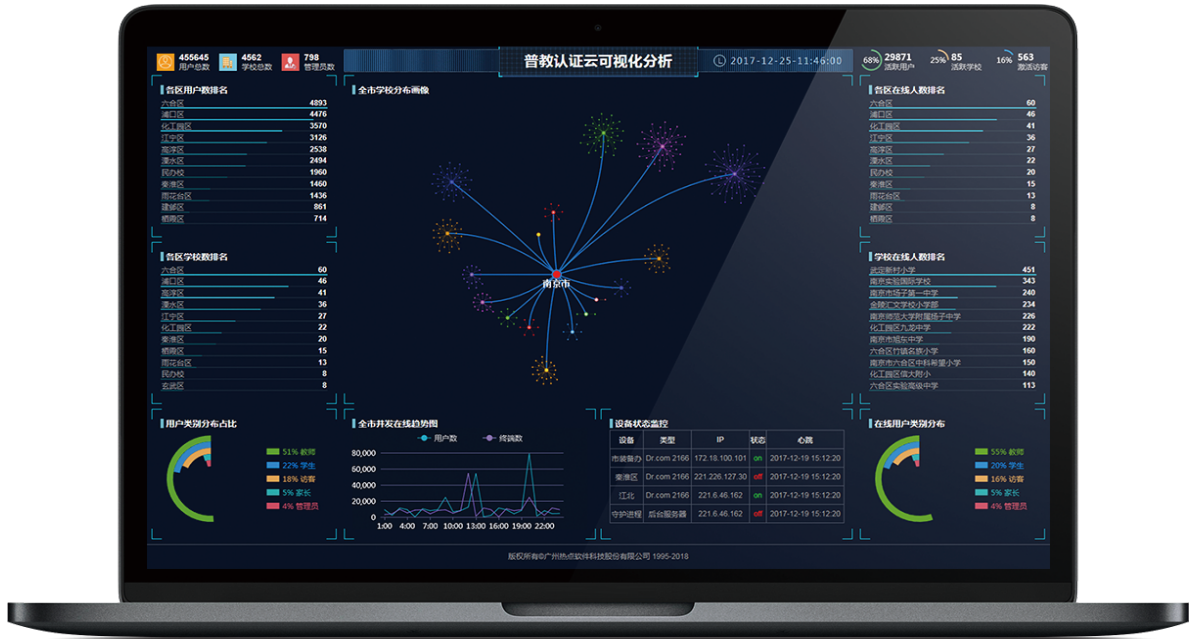 455645
用户总数
4562
学校总数
798
管理员数
普教认证云可视化分析
2017-12-25-11:46:00
68%
29871
活跃用户
25%
85
活跃学校
16%
563
激活访客
各区用户数排名
六合区 4893
浦口区 4476
化工园区 3570
江宁区 3126
高淳区 2538
溧水区 2494
民办校 1960
秦淮区 1460
雨花台区 1436
建邺区 861
栖霞区 714
各区学校数排名
六合区 60
浦口区 46
高淳区 41
溧水区 36
江宁区 27
化工园区 22
秦淮区 20
栖霞区 15
雨花台区 13
民办校 8
玄武区 8
全市学校分布画像
南京市
各区在线人数排名
六合区 60
浦口区 46
化工园区 41
江宁区 36
高淳区 27
溧水区 22
民办校 20
秦淮区 15
雨花台区 13
建邺区 8
栖霞区 8
学校在线人数排名
武定新村小学 451
南京实验国际学校 343
南京市扬子第一中学 240
金陵汇文学校小学部 234
南京师范大学附属扬子中学 226
化工园区九龙中学 222
南京市旭东中学 190
六合区竹镇名族小学 160
南京市六合区中科希望小学 150
化工园区信大附小 140
六合区实验高级中学 113
用户类别分布占比
51% 教师
22% 学生
18% 访客
5% 家长
4% 管理员
全市并发在线趋势图
用户数 终端数
80,000
60,000
40,000
20,000
0
1:00 4:00 7:00 10:00 13:00 16:00 19:00 22:00
设备状态监控
设备 类型 IP 状态 心跳
市装备办 Dr.com 2166 172.18.100.101 on 2017-12-19 15:12:20
秦淮区 Dr.com 2166 221.226.127.30 off 2017-12-19 15:12:20
江北 Dr.com 2166 221.6.46.162 on 2017-12-19 15:12:20
守护进程 后台服务器 221.6.46.162 off 2017-12-19 15:12:20
在线用户类别分布
55% 教师
20% 学生
16% 访客
5% 家长
4% 管理员
版权所有©广州热点软件科技股份有限公司 1995-2018